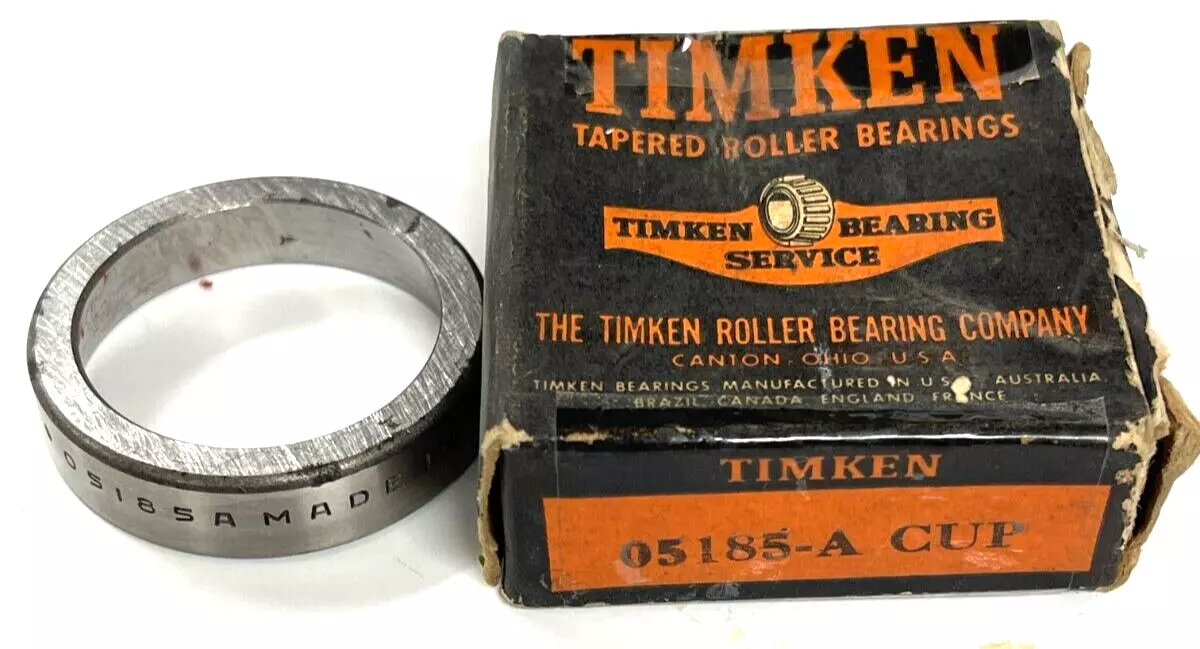 TIMKEN
TAPERED ROLLER BEARINGS
TIMKEN BEARING
SERVICE
THE TIMKEN ROLLER BEARING COMPANY
CANTON, OHIO U.S.A.
TIMKEN BEARINGS MANUFACTURED IN U.S. AUSTRALIA
BRAZIL CANADA ENGLAND FRANCE
TIMKEN
05185-A CUP
05185A MADE